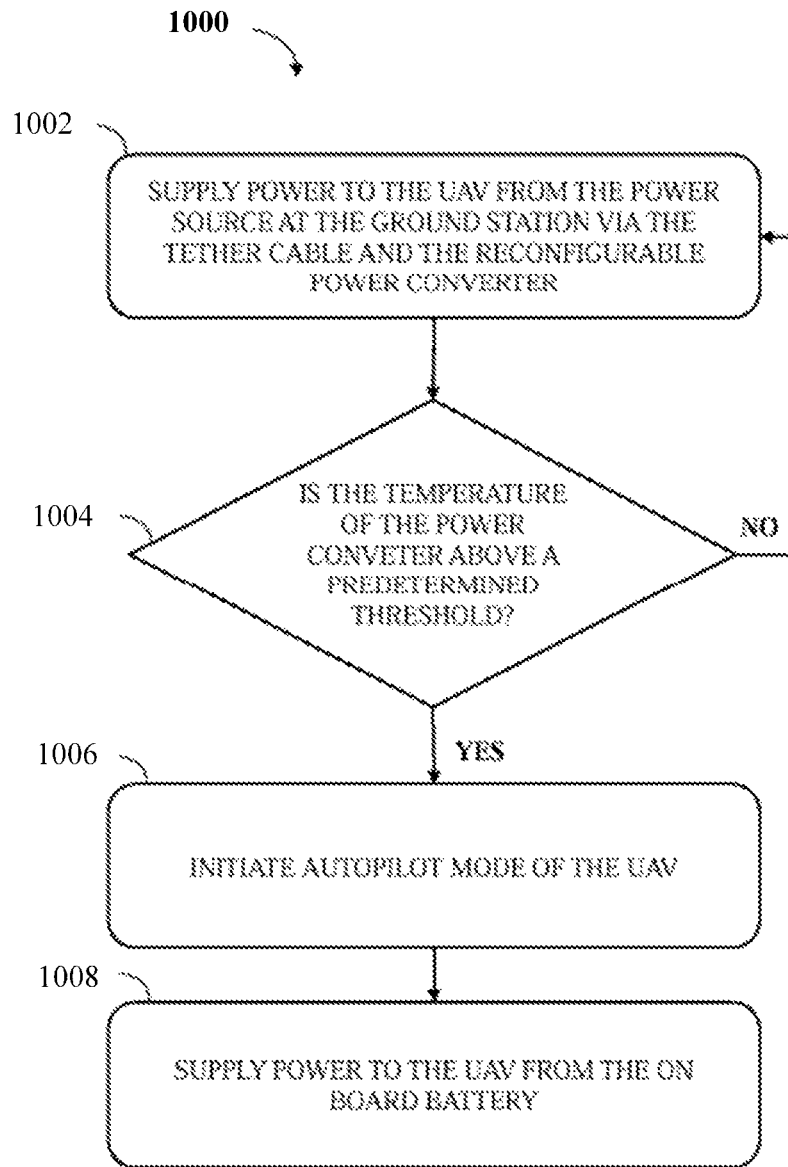 1000
1002
SUPPLY POWER TO THE UAV FROM THE POWER
SOURCE AT THE GROUND STATION VIA THE
TETHER CABLE AND THE RECONFIGURABLE
POWER CONVERTER
1004
IS THE TEMPERATURE
OF THE POWER
CONVETER ABOVE A
PREDETERMINED
THRESHOLD?
NO
YES
1006
INITIATE AUTOPILOT MODE OF THE UAV
1008
SUPPLY POWER TO THE UAV FROM THE ON
BOARD BATTERY